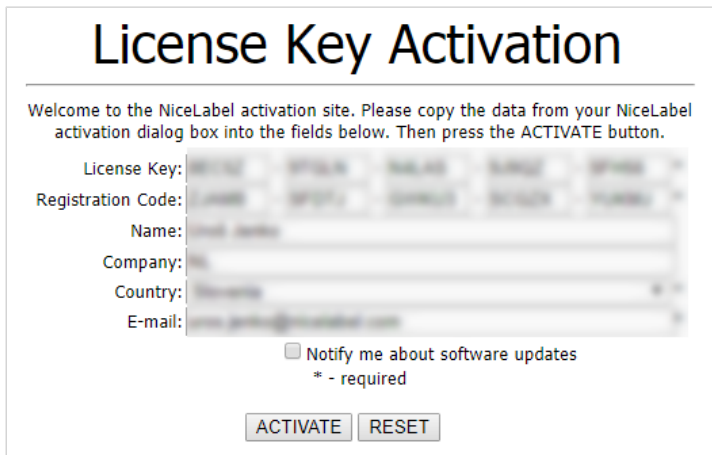 License Key Activation
Welcome to the NiceLabel activation site. Please copy the data from your NiceLabel
activation dialog box into the fields below. Then press the ACTIVATE button.
License Key:
Registration Code:
Name:
Company:
Country:
E-mail:
Notify me about software updates
* - required
ACTIVATE RESET